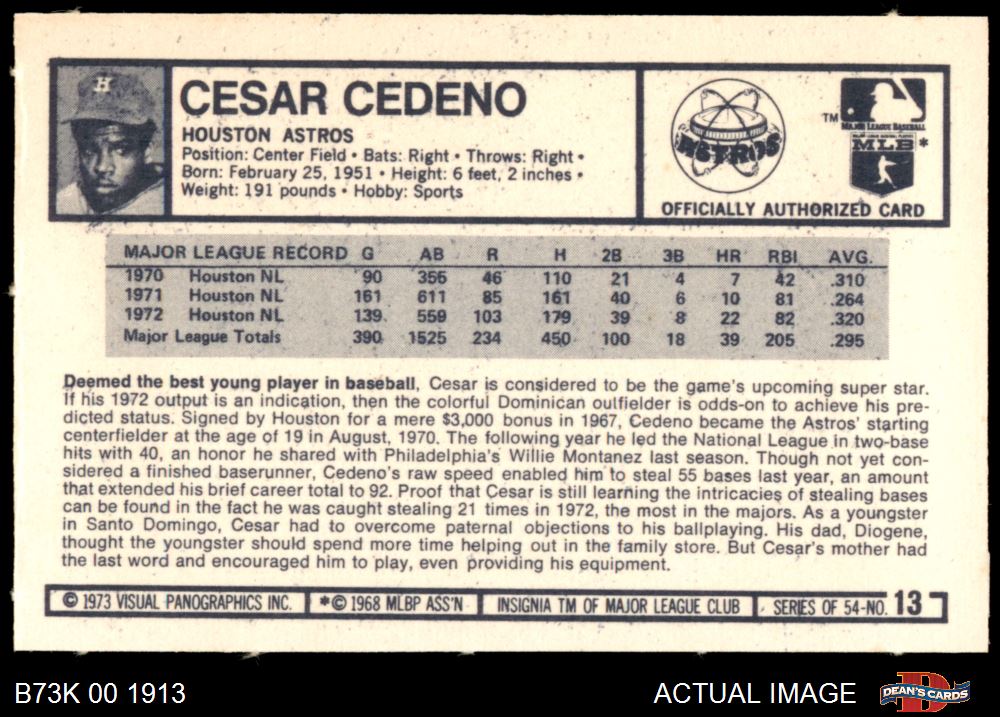 H
CESAR CEDENO
HOUSTON ASTROS
Position: Center Field • Bats: Right • Throws: Right •
Born: February 25, 1951 • Height: 6 feet, 2 inches •
Weight: 191 pounds • Hobby: Sports
ASTROS
TM
MAJOR LEAGUE BASEBALL
MAJOR LEAGUE BASEBALL PLAYERS
MLB*
OFFICIALLY AUTHORIZED CARD
MAJOR LEAGUE RECORD G AB R H 2B 3B HR RBI AVG.
1970 Houston NL 90 355 46 110 21 4 7 42 .310
1971 Houston NL 161 611 85 161 40 6 10 81 .264
1972 Houston NL 139 559 103 179 39 8 22 82 .320
Major League Totals 390 1525 234 450 100 18 39 205 .295
Deemed the best young player in baseball, Cesar is considered to be the game's upcoming super star.
If his 1972 output is an indication, then the colorful Dominican outfielder is odds-on to achieve his pre-
dicted status. Signed by Houston for a mere $3,000 bonus in 1967, Cedeno became the Astros' starting
centerfielder at the age of 19 in August, 1970. The following year he led the National League in two-base
hits with 40, an honor he shared with Philadelphia's Willie Montanez last season. Though not yet con-
sidered a finished baserunner, Cedeno's raw speed enabled him to steal 55 bases last year, an amount
that extended his brief career total to 92. Proof that Cesar is still learning the intricacies of stealing bases
can be found in the fact he was caught stealing 21 times in 1972, the most in the majors. As a youngster
in Santo Domingo, Cesar had to overcome paternal objections to his ballplaying. His dad, Diogene,
thought the youngster should spend more time helping out in the family store. But Cesar's mother had
the last word and encouraged him to play, even providing his equipment.
© 1973 VISUAL PANOGRAPHICS INC. *© 1968 MLBP ASS'N INSIGNIA TM OF MAJOR LEAGUE CLUB SERIES OF 54-NO. 13
B73K 00 1913 ACTUAL IMAGE DEAN'S CARDS